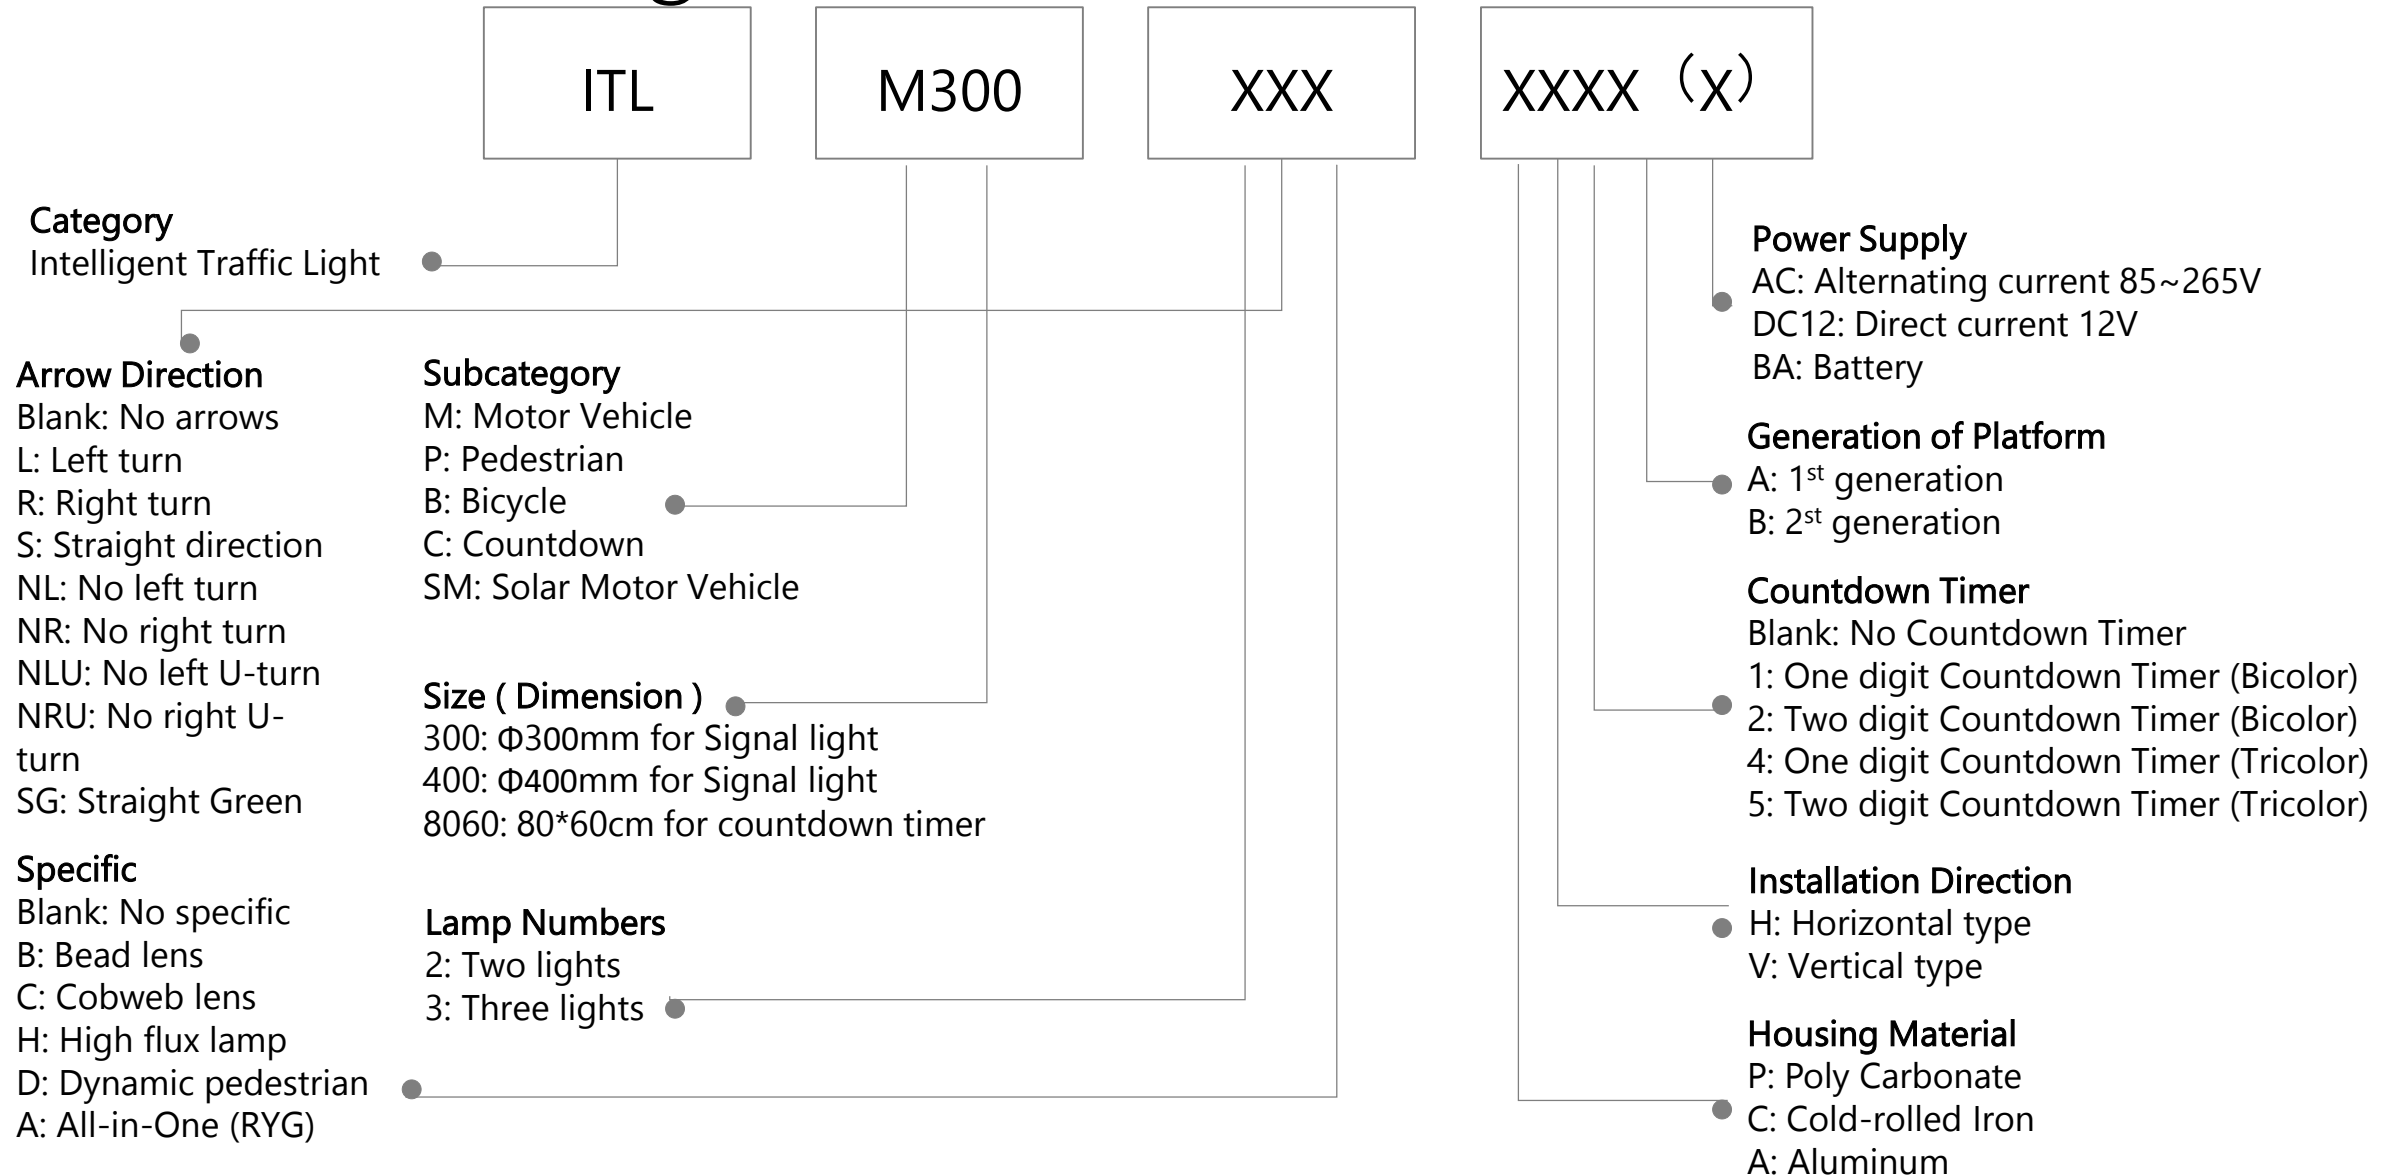 ITL
M300
XXX
XXXX（X）
Category
Intelligent Traffic Light
Arrow Direction
Blank: No arrows
L: Left turn
R: Right turn
S: Straight direction
NL: No left turn
NR: No right turn
NLU: No left U-turn
NRU: No right U-
turn
SG: Straight Green
Specific
Blank: No specific
B: Bead lens
C: Cobweb lens
H: High flux lamp
D: Dynamic pedestrian
A: All-in-One (RYG)
Subcategory
M: Motor Vehicle
P: Pedestrian
B: Bicycle
C: Countdown
SM: Solar Motor Vehicle
Size ( Dimension )
300: Φ300mm for Signal light
400: Φ400mm for Signal light
8060: 80*60cm for countdown timer
Lamp Numbers
2: Two lights
3: Three lights
Power Supply
AC: Alternating current 85~265V
DC12: Direct current 12V
BA: Battery
Generation of Platform
A: 1st generation
B: 2st generation
Countdown Timer
Blank: No Countdown Timer
1: One digit Countdown Timer (Bicolor)
2: Two digit Countdown Timer (Bicolor)
4: One digit Countdown Timer (Tricolor)
5: Two digit Countdown Timer (Tricolor)
Installation Direction
H: Horizontal type
V: Vertical type
Housing Material
P: Poly Carbonate
C: Cold-rolled Iron
A: Aluminum